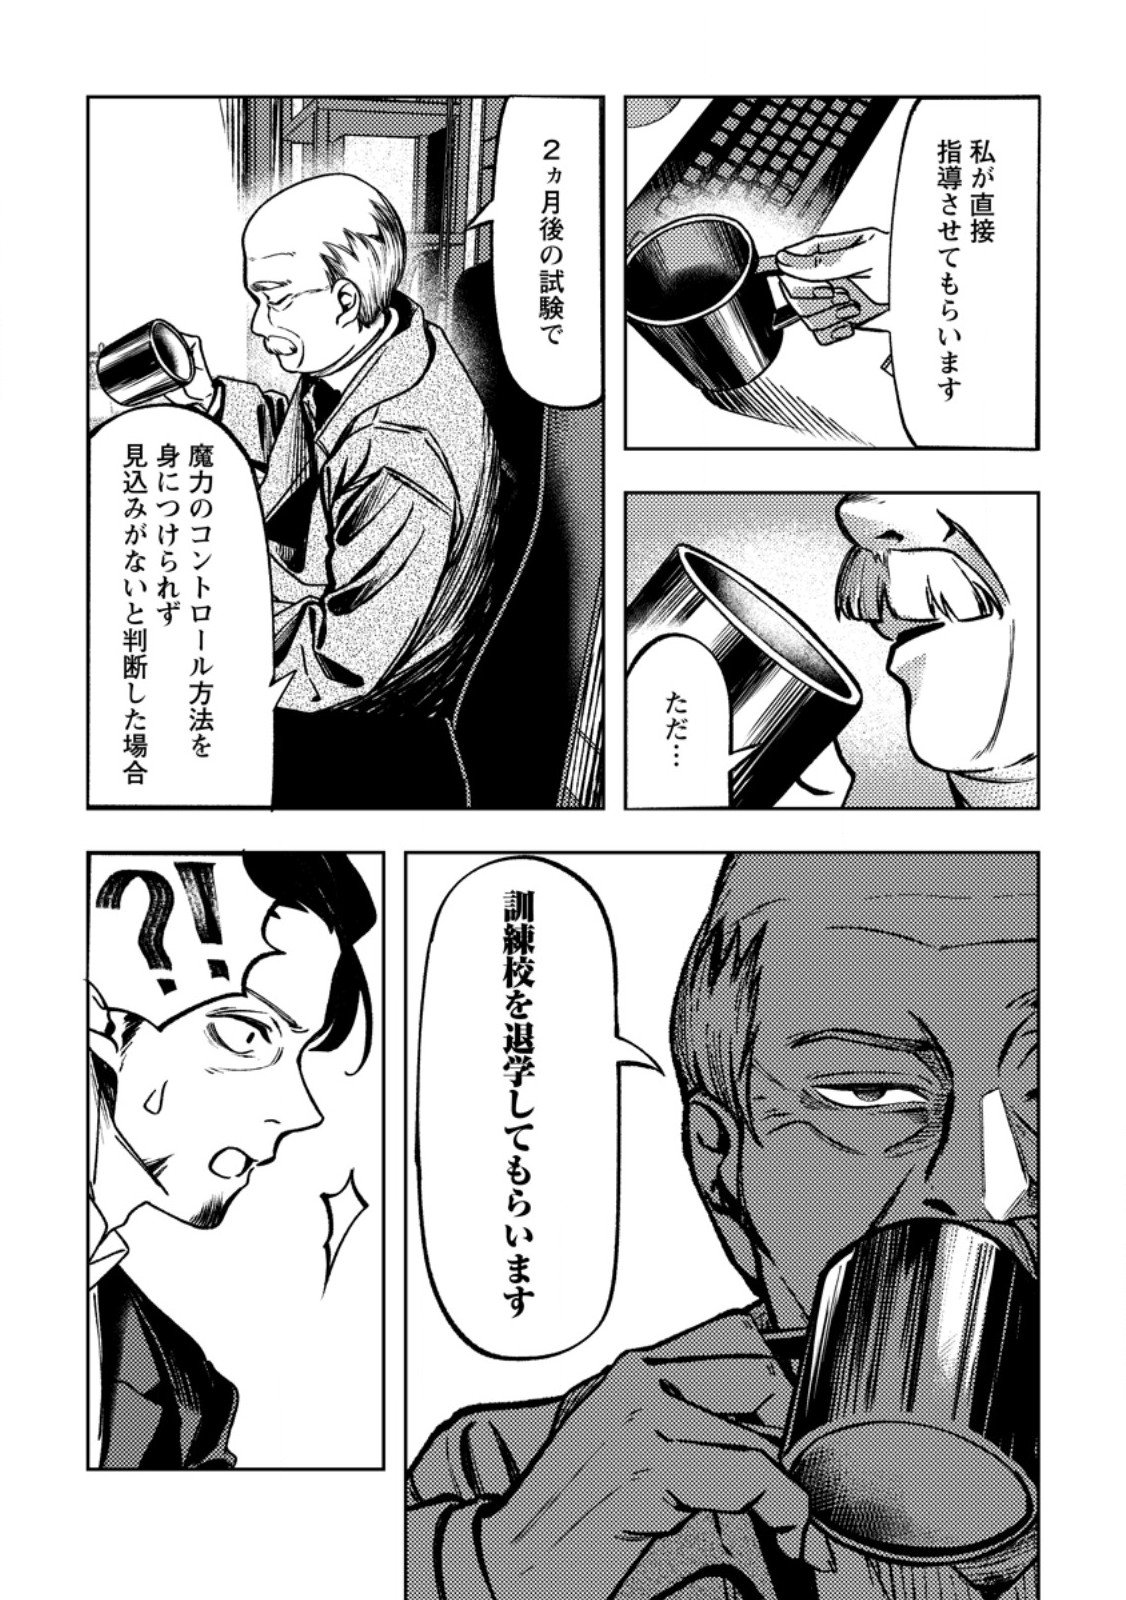 私が直接
指導させてもらいます
ただ…
2ヵ月後の試験で
魔力のコントロール方法を
身につけられず
見込みがないと判断した場合
訓練校を退学してもらいます
?!